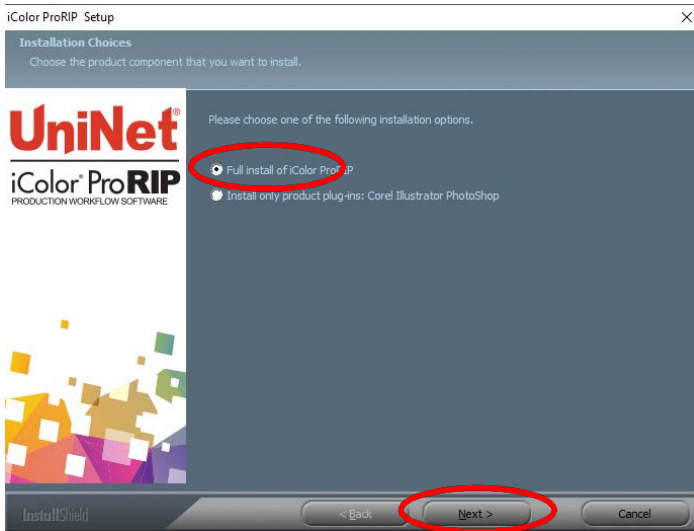 iColor ProRIP Setup
Installation Choices
Choose the product component that you want to install.
UniNet®
iColor® ProRIP
PRODUCTION WORKFLOW SOFTWARE
Please choose one of the following installation options.
Full install of iColor ProRIP
Install only product plug-ins: Corel Illustrator PhotoShop
InstallShield
< Back
Next >
Cancel